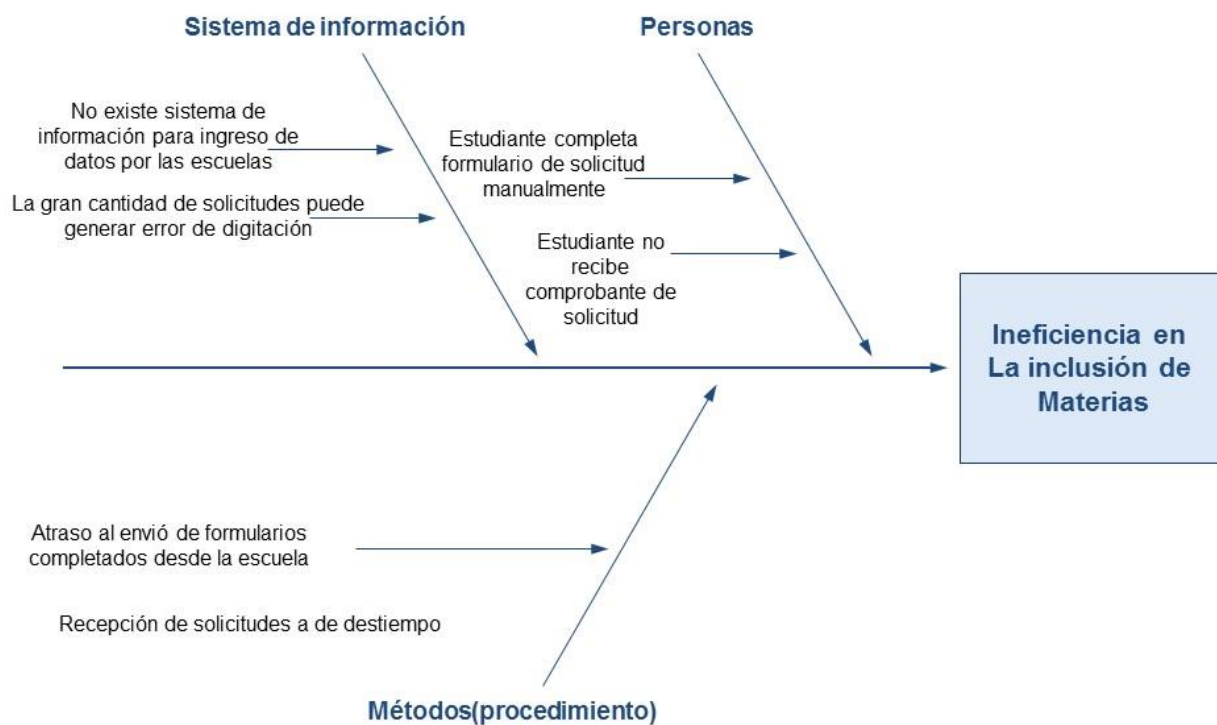 Sistema de información
Personas
No existe sistema de
información para ingreso de
datos por las escuelas
La gran cantidad de solicitudes puede
generar error de digitación
Estudiante completa
formulario de solicitud
manualmente
Estudiante no
recibe
comprobante de
solicitud
Ineficiencia en
La inclusión de
Materias
Atraso al envió de formularios
completados desde la escuela
Recepción de solicitudes a de destiempo
Métodos(procedimiento)